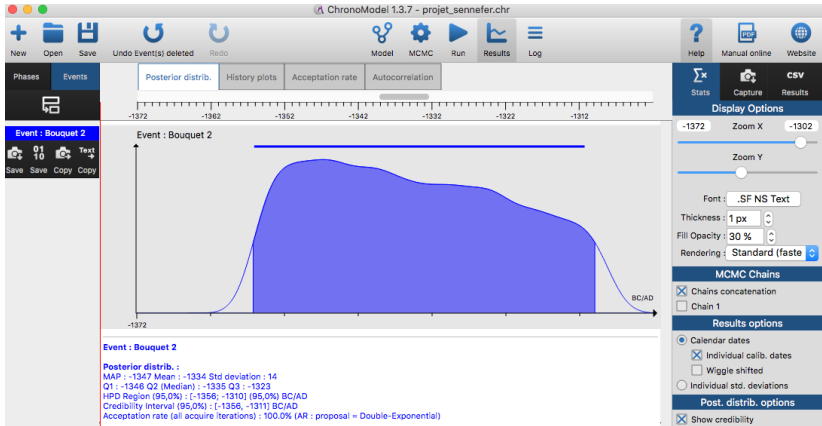 ChronoModel 1.3.7 - projet_sennefer.chr
New Open Save Undo Event(s) deleted Redo Model MCMC Run Results Log Help Manual online Website
PDF
Phases Events
Posterior distrib. History plots Acceptation rate Autocorrelation
Σ× CSV
Stats Capture Results
-1372 -1362 -1352 -1342 -1332 -1322 -1312
Display Options
-1372 Zoom X -1302
Event : Bouquet 2
Event : Bouquet 2
01
10
Text
Save Save Copy Copy
Zoom Y
Font : .SF NS Text
Thickness : 1 px
Fill Opacity : 30 %
Rendering : Standard (faste
MCMC Chains
Chains concatenation
Chain 1
BC/AD
-1372
Results options
Calendar dates
Individual calib. dates
Wiggle shifted
Individual std. deviations
Post. distrib. options
Show credibility
Event : Bouquet 2
Posterior distrib. :
MAP : -1347 Mean : -1334 Std deviation : 14
Q1 : -1346 Q2 (Median) : -1335 Q3 : -1323
HPD Region (95,0%) : [-1356; -1310] (95,0%) BC/AD
Credibility Interval (95,0%) : [-1356, -1311] BC/AD
Acceptation rate (all acquire iterations) : 100.0% (AR : proposal = Double-Exponential)